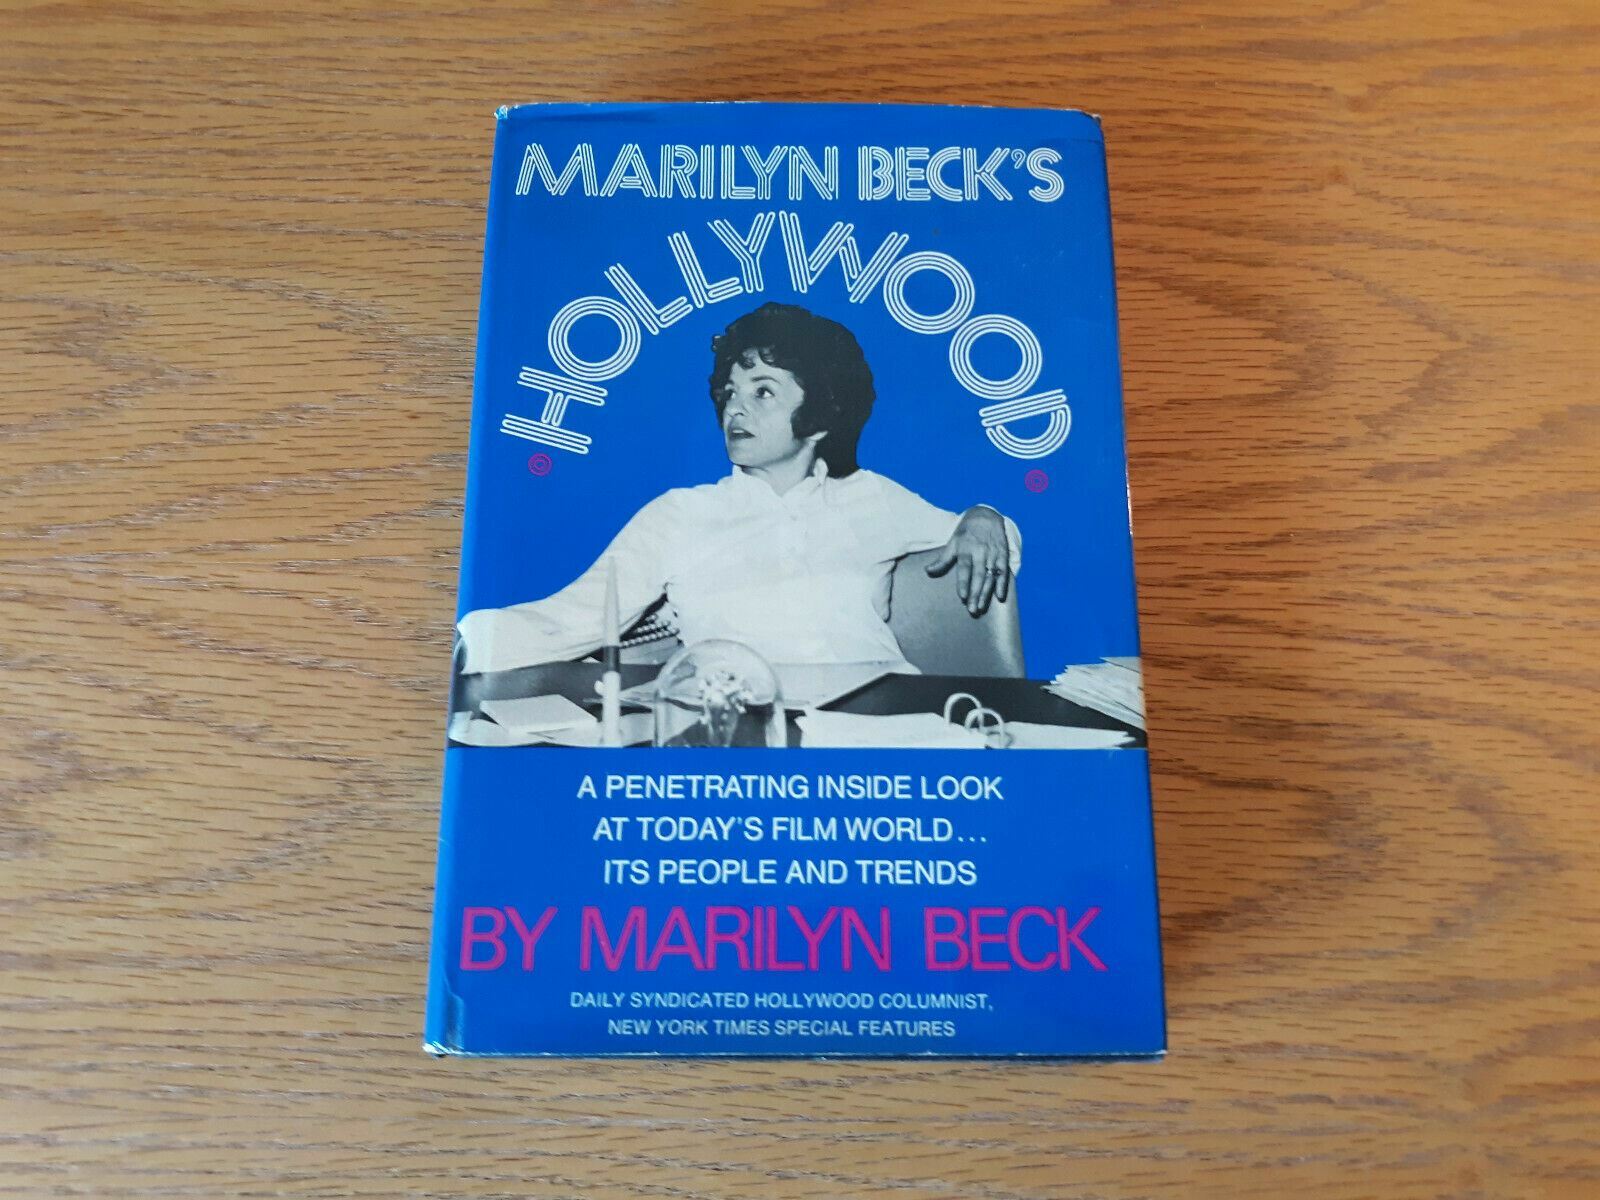 MARILYN BECK'S
HOLLYWOOD
A PENETRATING INSIDE LOOK
AT TODAY'S FILM WORLD...
ITS PEOPLE AND TRENDS
BY MARILYN BECK
DAILY SYNDICATED HOLLYWOOD COLUMNIST,
NEW YORK TIMES SPECIAL FEATURES